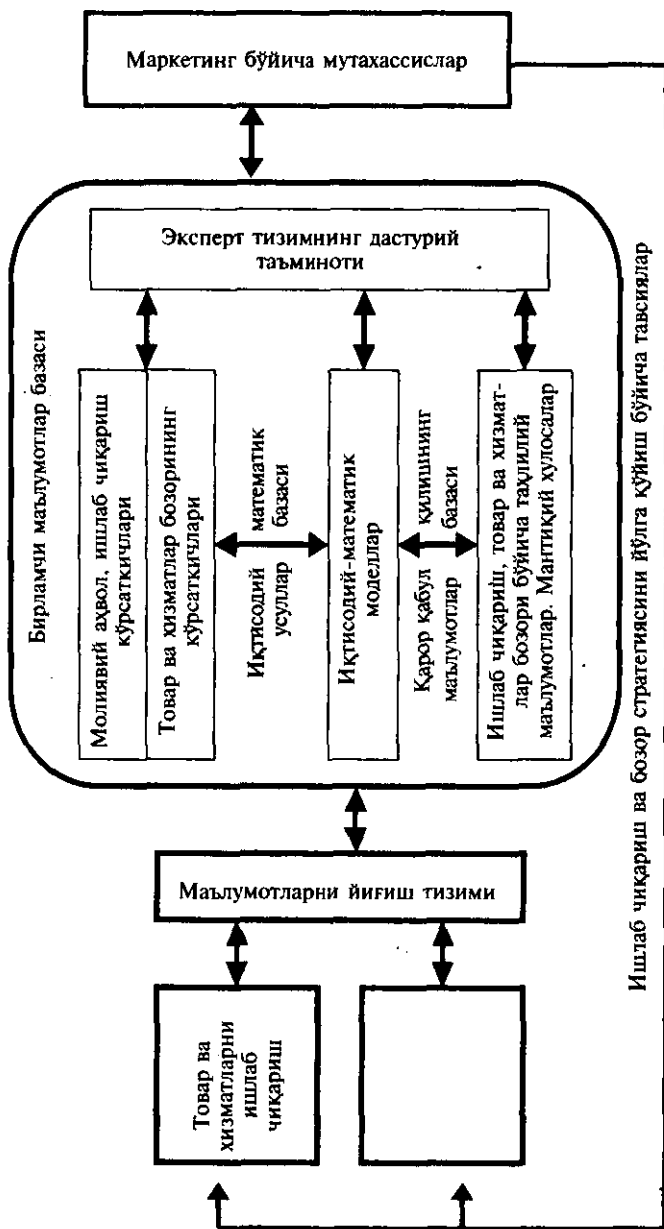 Маркетинг бўйича мутахассислар
Бирламчи маълумотлар базаси
Эксперт тизимнинг дастурий
таъминоти
Молиявий аҳвол, ишлаб чиқариш
кўрсаткичлари
Товар ва хизматлар бозорининг
кўрсаткичлари
Иқтисодий математик
усуллар базаси
Иқтисодий-математик
моделлар
Қарор қабул қилишнинг
маълумотлар базаси
Ишлаб чиқариш, товар ва хизмат-
лар бозори бўйича таҳлилий
маълумотлар. Мантиқий хулосалар
Маълумотларни йиғиш тизими
Товар ва
хизматларни
ишлаб
чиқариш
Ишлаб чиқариш ва бозор стратегиясини йўлга қўйиш бўйича тавсиялар